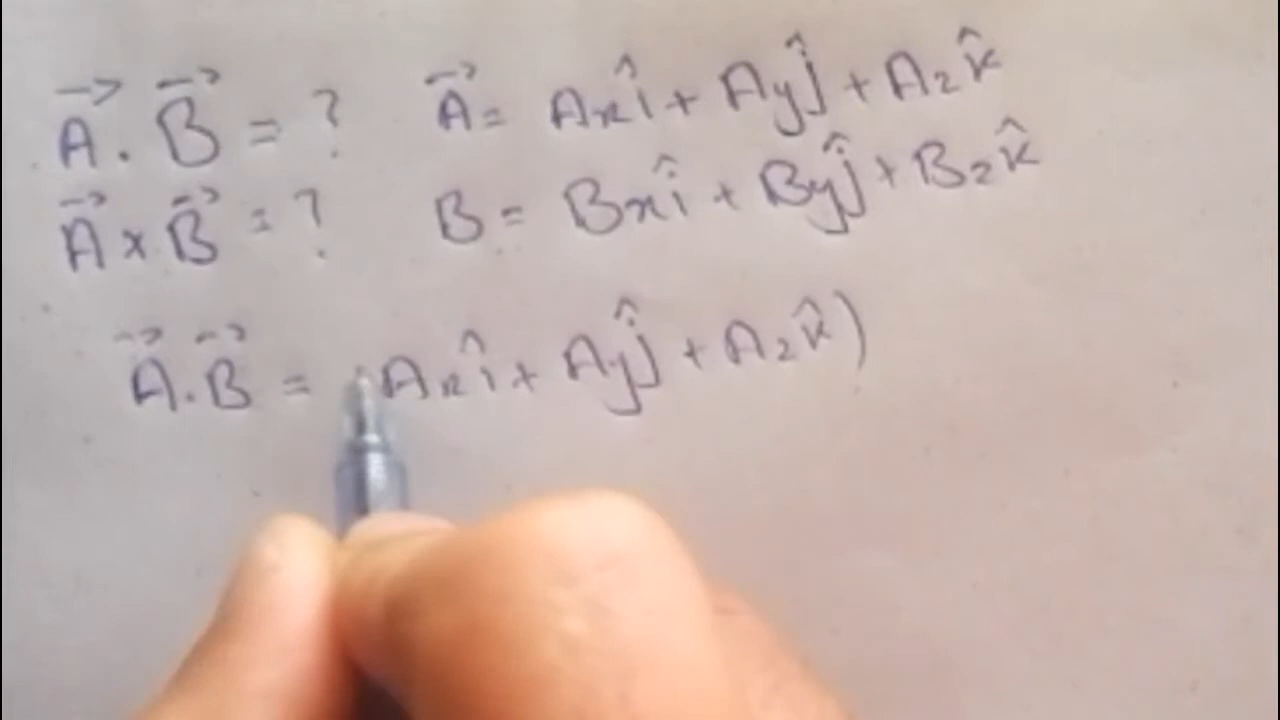 A⃗ . B⃗ = ? A⃗ = Axî + Ayĵ + Azk̂
A⃗ x B⃗ = ? B = Bxî + Byĵ + Bzk̂
A⃗.B⃗ = Axî + Ayĵ + Azk̂)